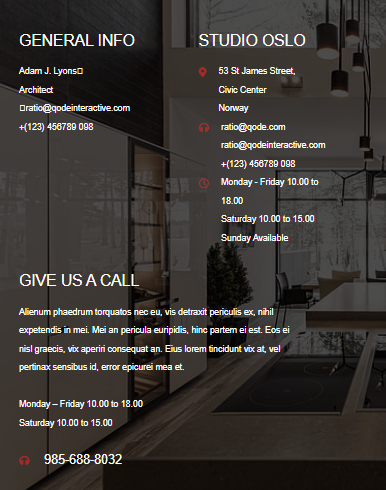 GENERAL INFO
Adam J. Lyons
Architect
ratio@qodeinteractive.com
+(123) 456789 098
STUDIO OSLO
53 St James Street,
Civic Center
Norway
ratio@qode.com
ratio@qodeinteractive.com
+(123) 456789 098
Monday - Friday 10.00 to
18.00
Saturday 10.00 to 15.00
Sunday Available
GIVE US A CALL
Alienum phaedrum torquatos nec eu, vis detraxit periculis ex, nihil
expetendis in mei. Mei an pericula euripidis, hinc partem ei est. Eos ei
nisl graecis, vix aperiri consequat an. Eius lorem tincidunt vix at, vel
pertinax sensibus id, error epicurei mea et.
Monday – Friday 10.00 to 18.00
Saturday 10.00 to 15.00
985-688-8032